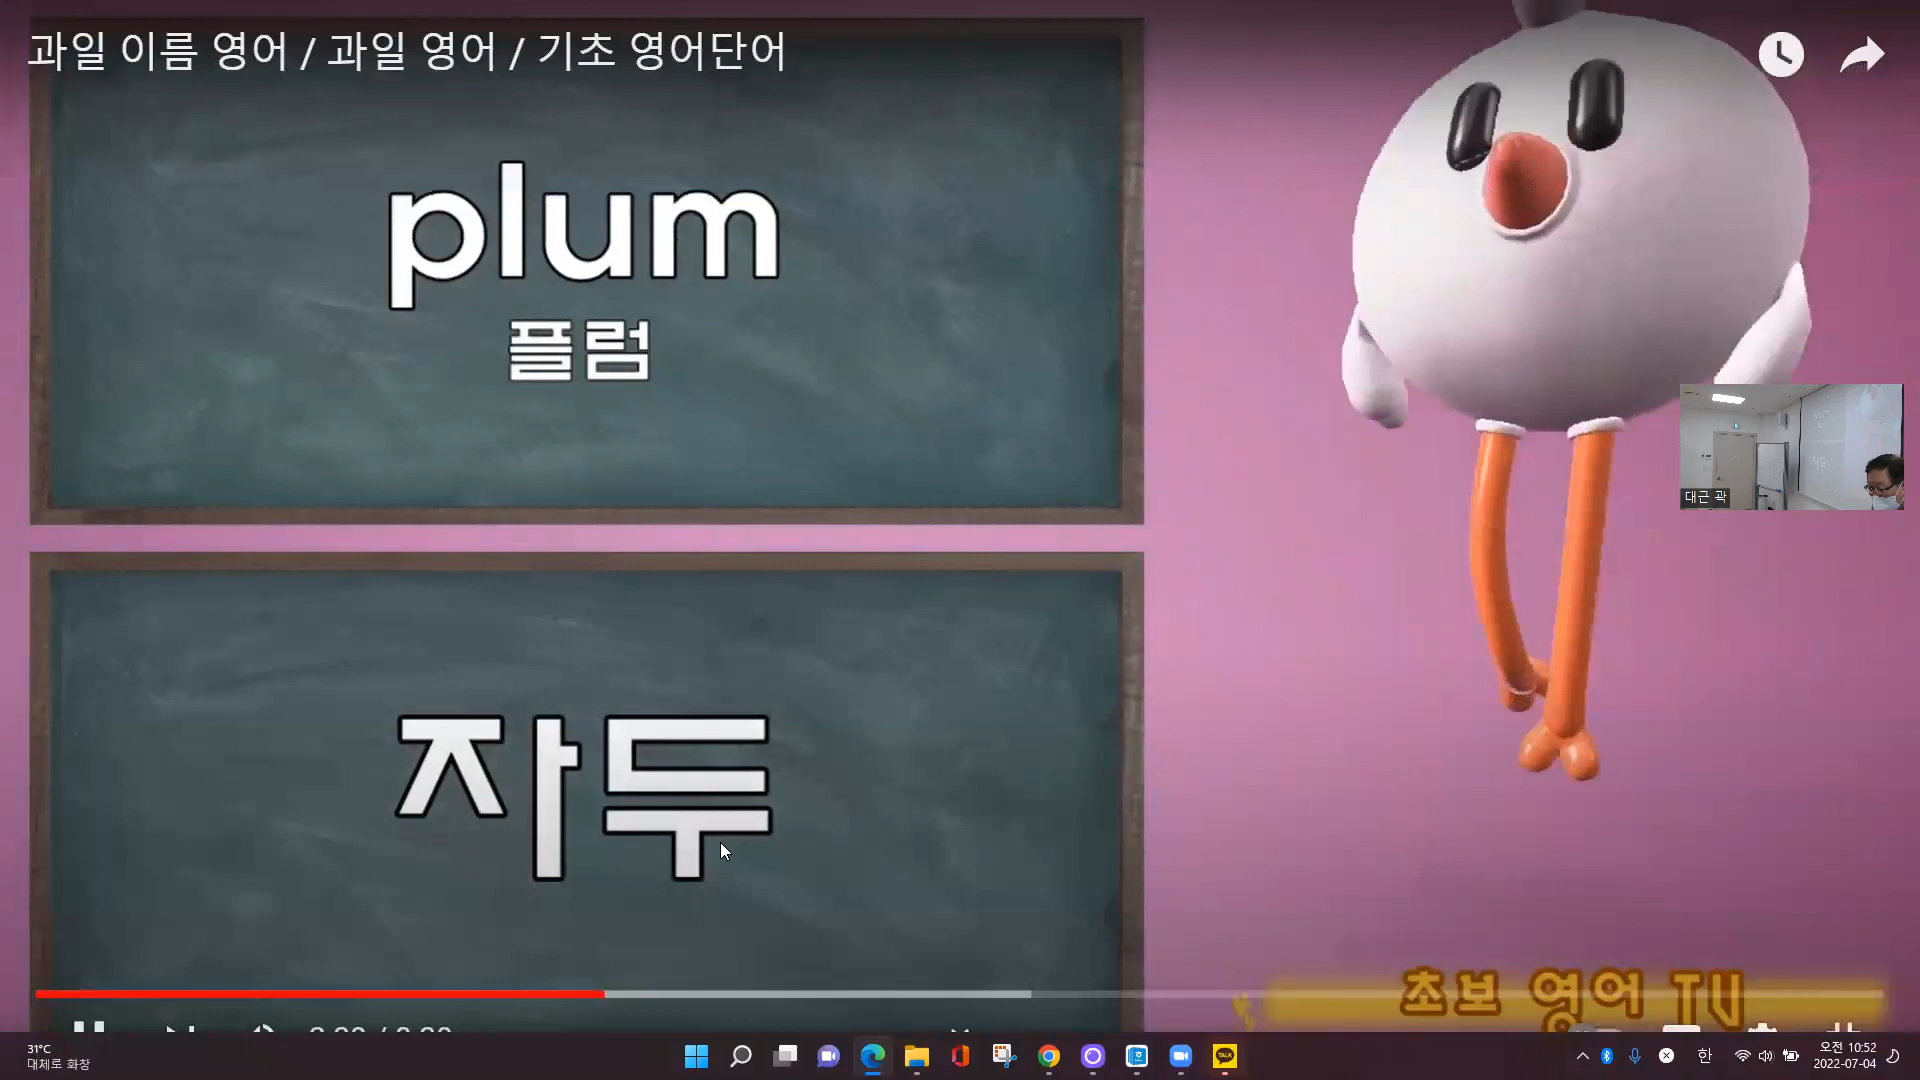 과일 이름 영어 / 과일 영어 / 기초 영어단어
plum
플럼
자두
대근 곽
초보 영어 TV
31°C
대체로 화창
TALK
한
오전 10:52
2022-07-04